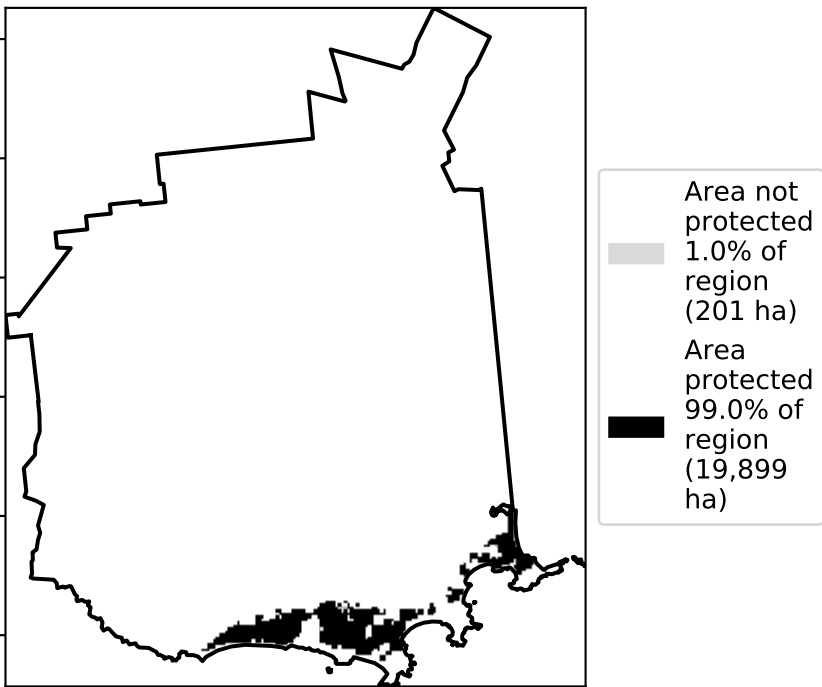 Area not
protected
1.0% of
region
(201 ha)
Area
protected
99.0% of
region
(19,899
ha)